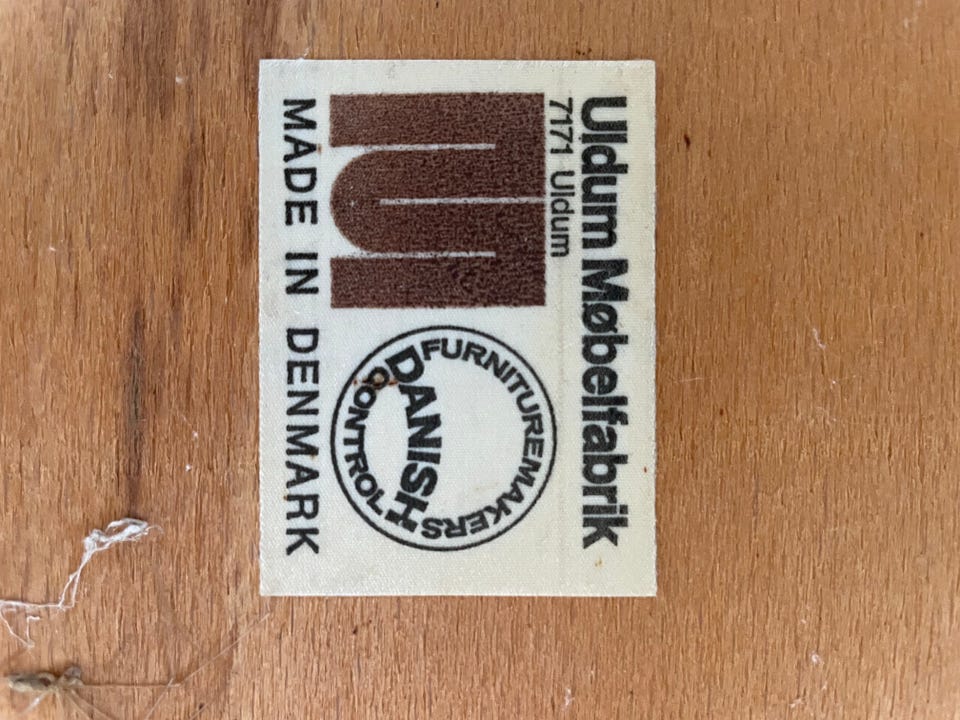 Uldum Møbelfabrik
7171 Uldum
DANISH
FURNITUREMAKERS'
CONTROL
MADE IN DENMARK